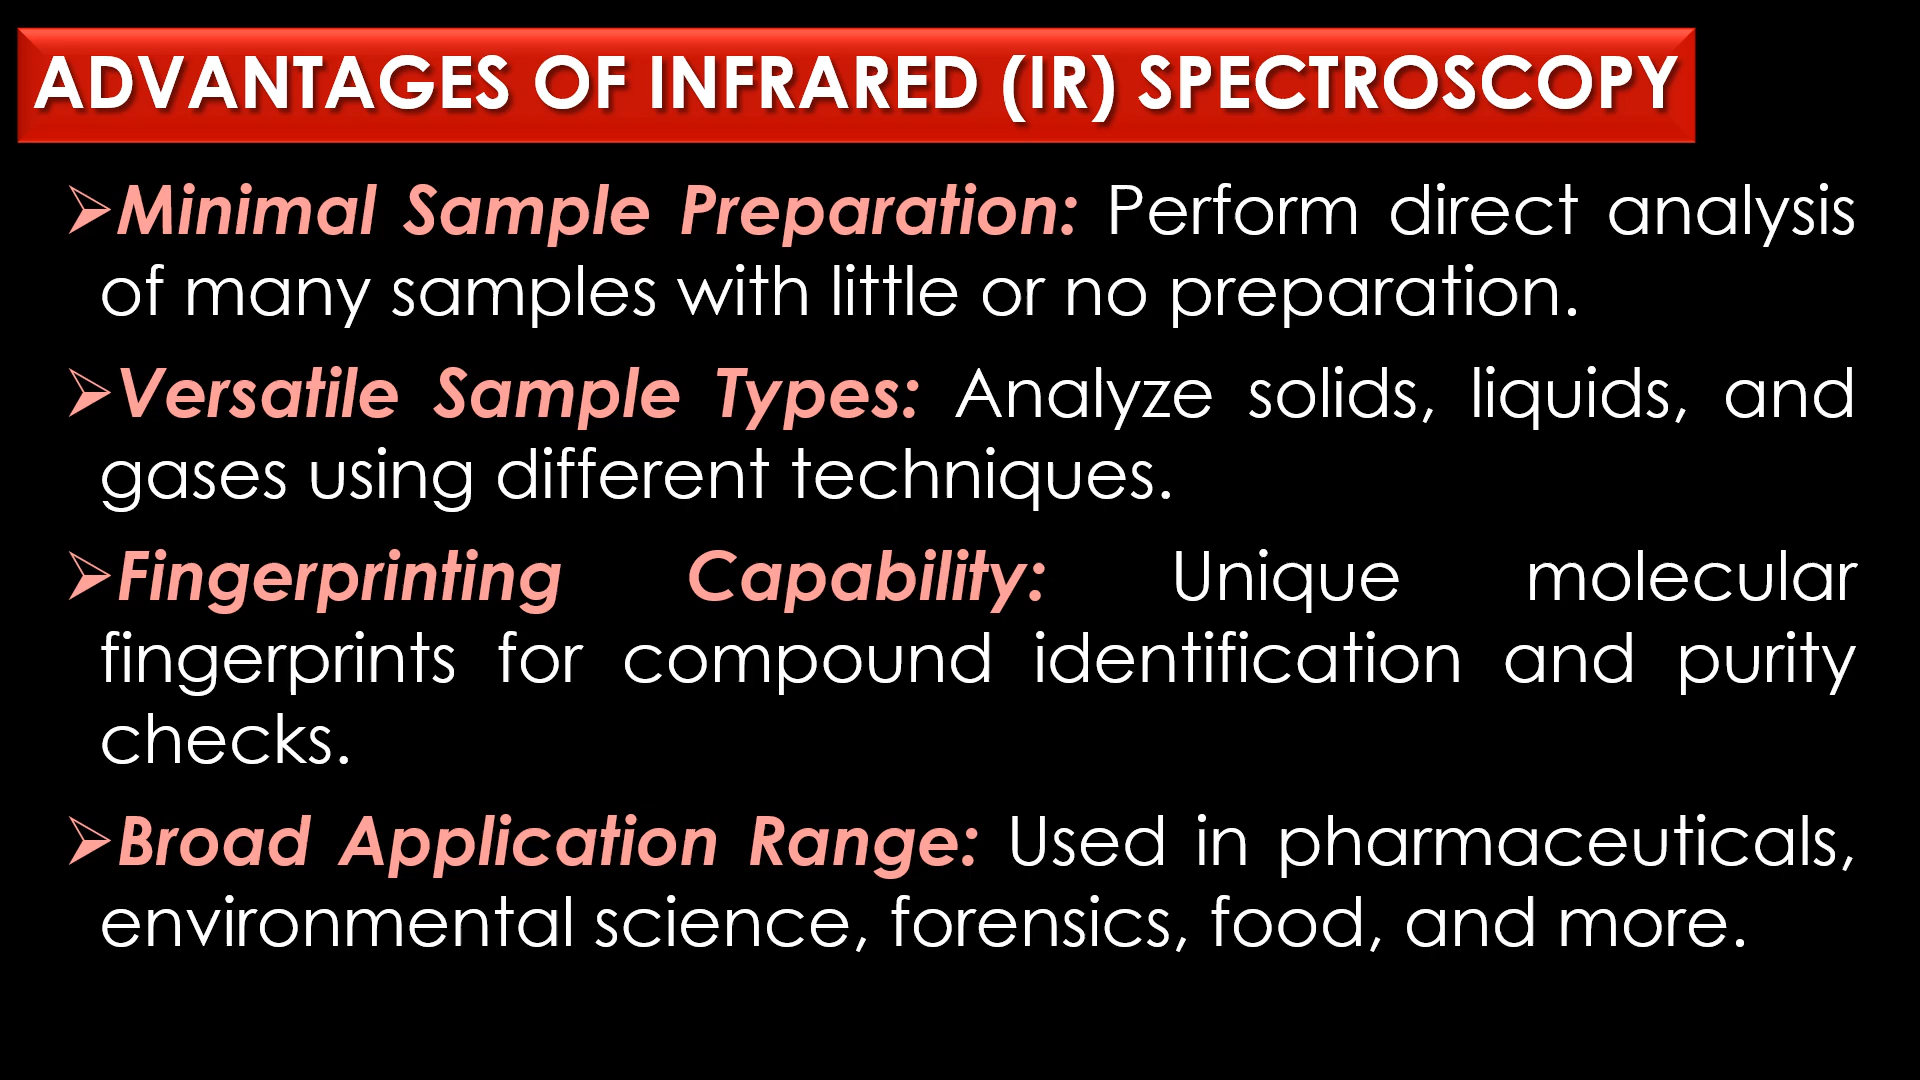 ADVANTAGES OF INFRARED (IR) SPECTROSCOPY
➢Minimal Sample Preparation: Perform direct analysis
of many samples with little or no preparation.
➢Versatile Sample Types: Analyze solids, liquids, and
gases using different techniques.
➢Fingerprinting Capability: Unique molecular
fingerprints for compound identification and purity
checks.
➢Broad Application Range: Used in pharmaceuticals,
environmental science, forensics, food, and more.